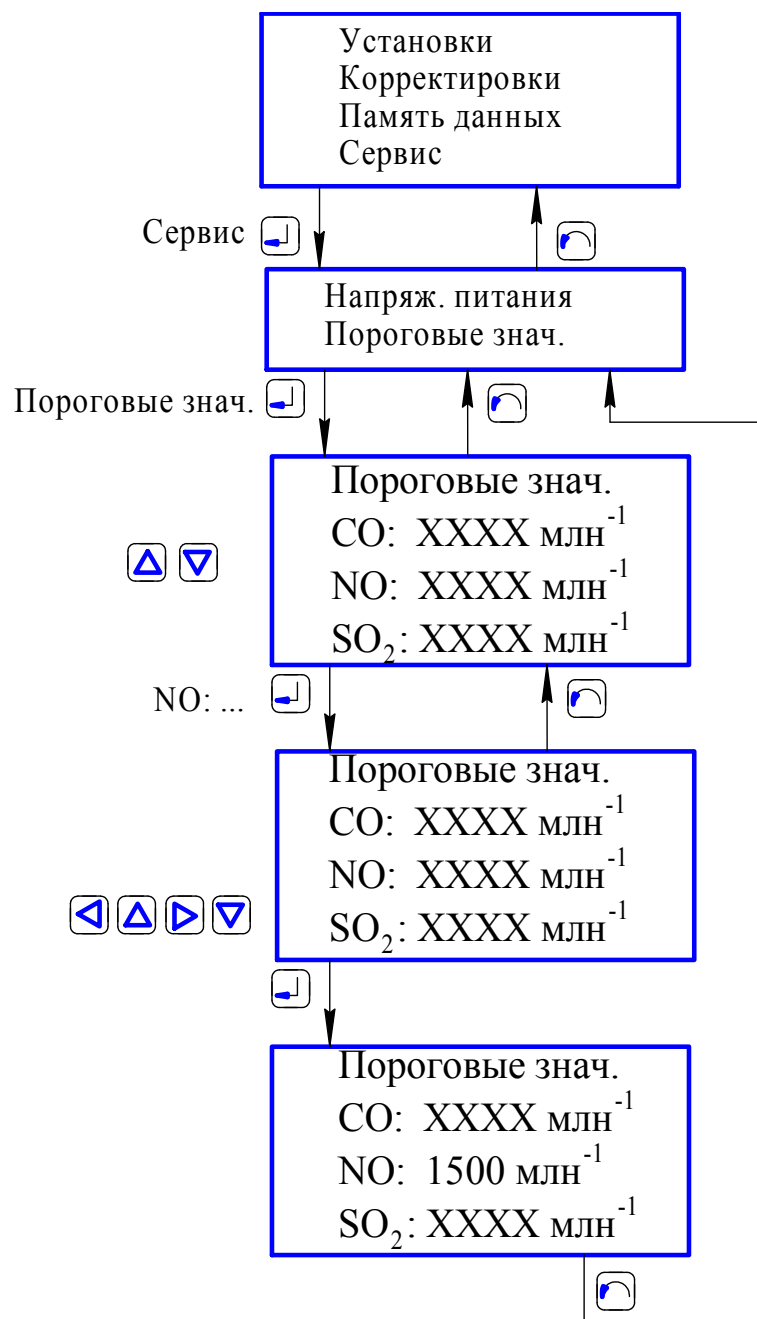 Установки
Корректировки
Память данных
Сервис
Сервис
Напряж. питания
Пороговые знач.
Пороговые знач.
Пороговые знач.
CO: XXXX млн⁻¹
NO: XXXX млн⁻¹
SO₂: XXXX млн⁻¹
NO: ...
Пороговые знач.
CO: XXXX млн⁻¹
NO: XXXX млн⁻¹
SO₂: XXXX млн⁻¹
Пороговые знач.
CO: XXXX млн⁻¹
NO: 1500 млн⁻¹
SO₂: XXXX млн⁻¹